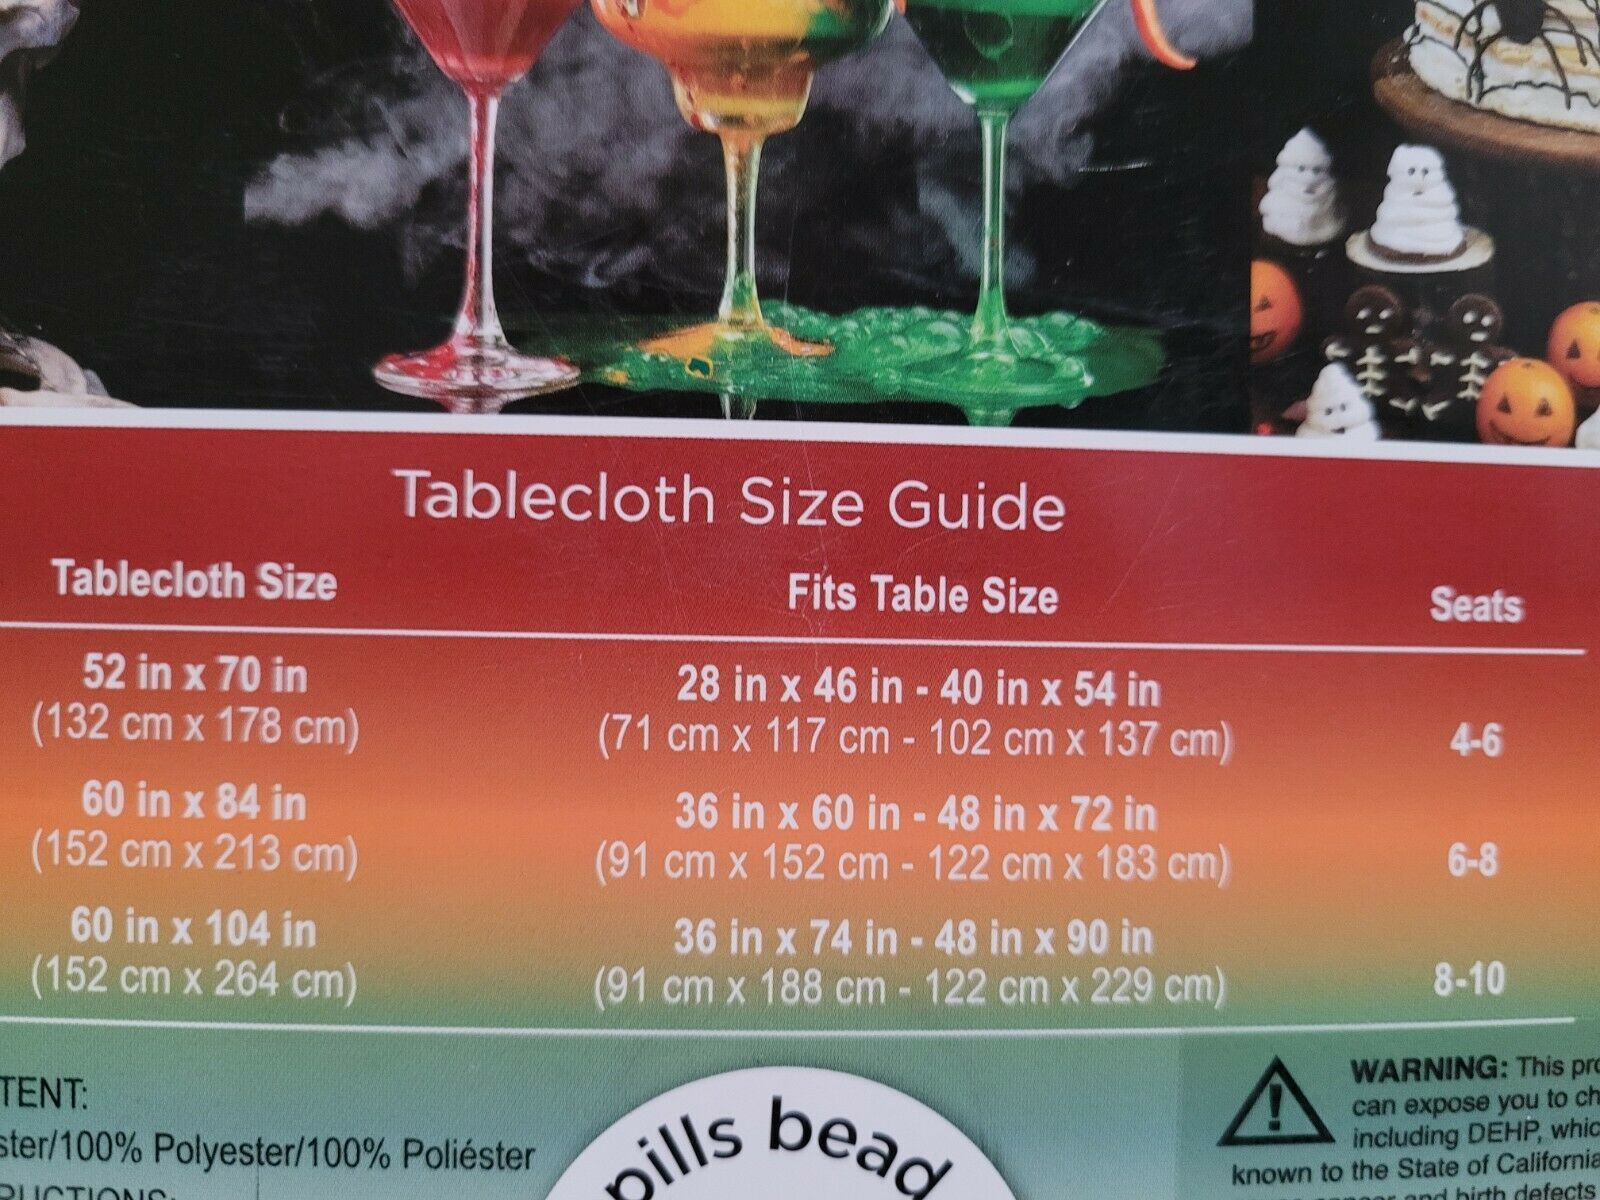 Tablecloth Size Guide
Tablecloth Size Fits Table Size Seats
52 in x 70 in 28 in x 46 in - 40 in x 54 in
(132 cm x 178 cm) (71 cm x 117 cm - 102 cm x 137 cm) 4-6
60 in x 84 in 36 in x 60 in - 48 in x 72 in
(152 cm x 213 cm) (91 cm x 152 cm - 122 cm x 183 cm) 6-8
60 in x 104 in 36 in x 74 in - 48 in x 90 in
(152 cm x 264 cm) (91 cm x 188 cm - 122 cm x 229 cm) 8-10
TENT:
ster/100% Polyester/100% Poliéster
pills bead
WARNING: This pro
can expose you to ch
including DEHP, whic
known to the State of California
cancer and birth defects